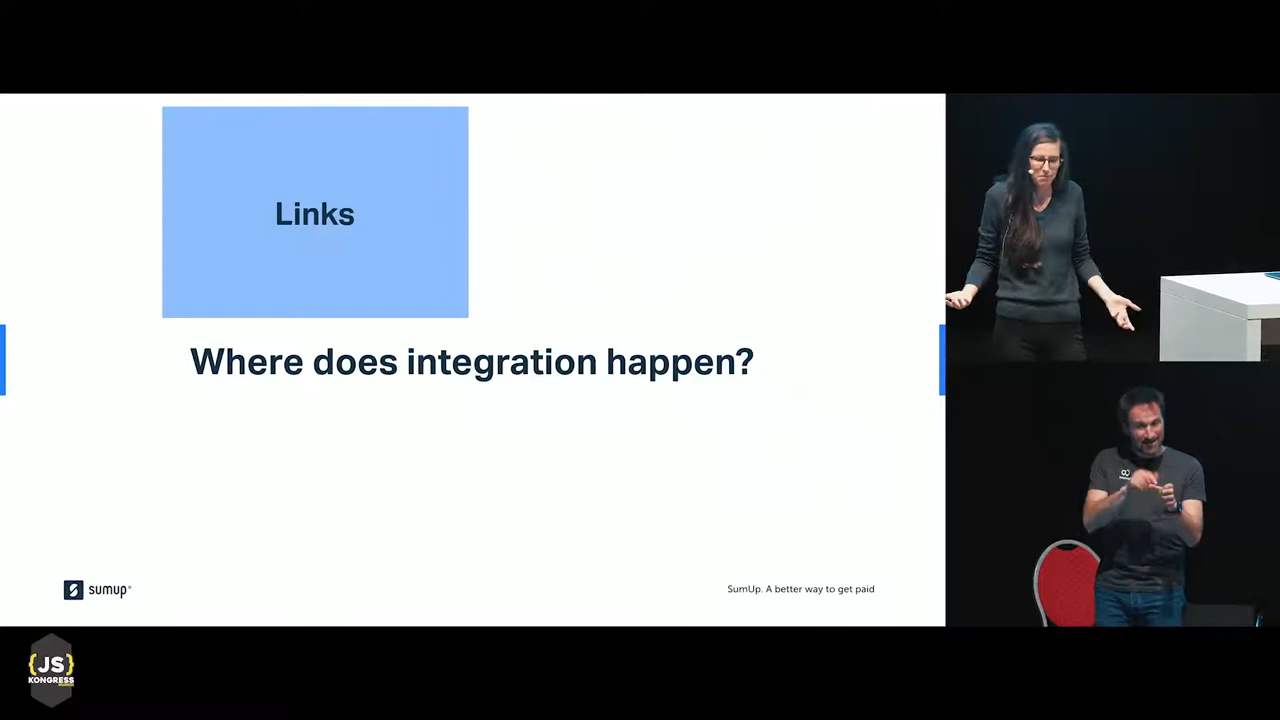 Links
Where does integration happen?
sumup®
SumUp. A better way to get paid
{JS}
KONGRESS